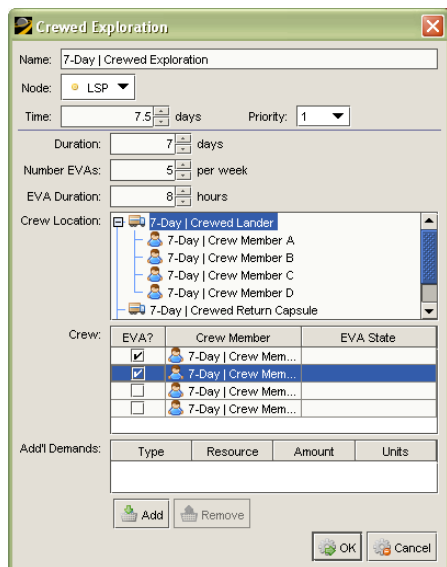 Crewed Exploration
Name: 7-Day | Crewed Exploration
Node: LSP
Time: 7.5 days Priority: 1
Duration: 7 days
Number EVAs: 5 per week
EVA Duration: 8 hours
Crew Location: 7-Day | Crewed Lander
7-Day | Crew Member A
7-Day | Crew Member B
7-Day | Crew Member C
7-Day | Crew Member D
7-Day | Crewed Return Capsule
Crew: EVA? Crew Member EVA State
7-Day | Crew Mem...
7-Day | Crew Mem...
7-Day | Crew Mem...
7-Day | Crew Mem...
Add'l Demands: Type Resource Amount Units
Add Remove
OK Cancel